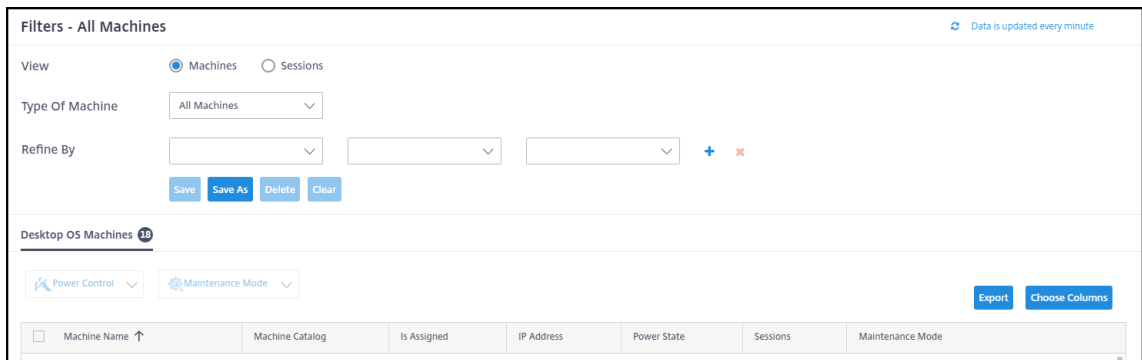 Filters - All Machines
Data is updated every minute
View
Machines
Sessions
Type Of Machine
All Machines
Refine By
Save
Save As
Delete
Clear
Desktop OS Machines 18
Power Control
Maintenance Mode
Export
Choose Columns
Machine Name
Machine Catalog
Is Assigned
IP Address
Power State
Sessions
Maintenance Mode